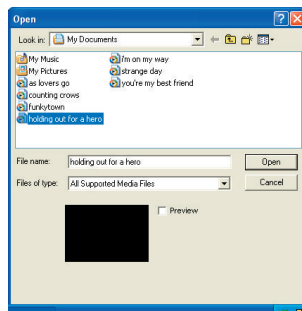 Open
Look in: My Documents
My Music
My Pictures
as lovers go
counting crows
funkytown
holding out for a hero
i'm on my way
strange day
you're my best friend
File name: holding out for a hero Open
Files of type: All Supported Media Files Cancel
Preview